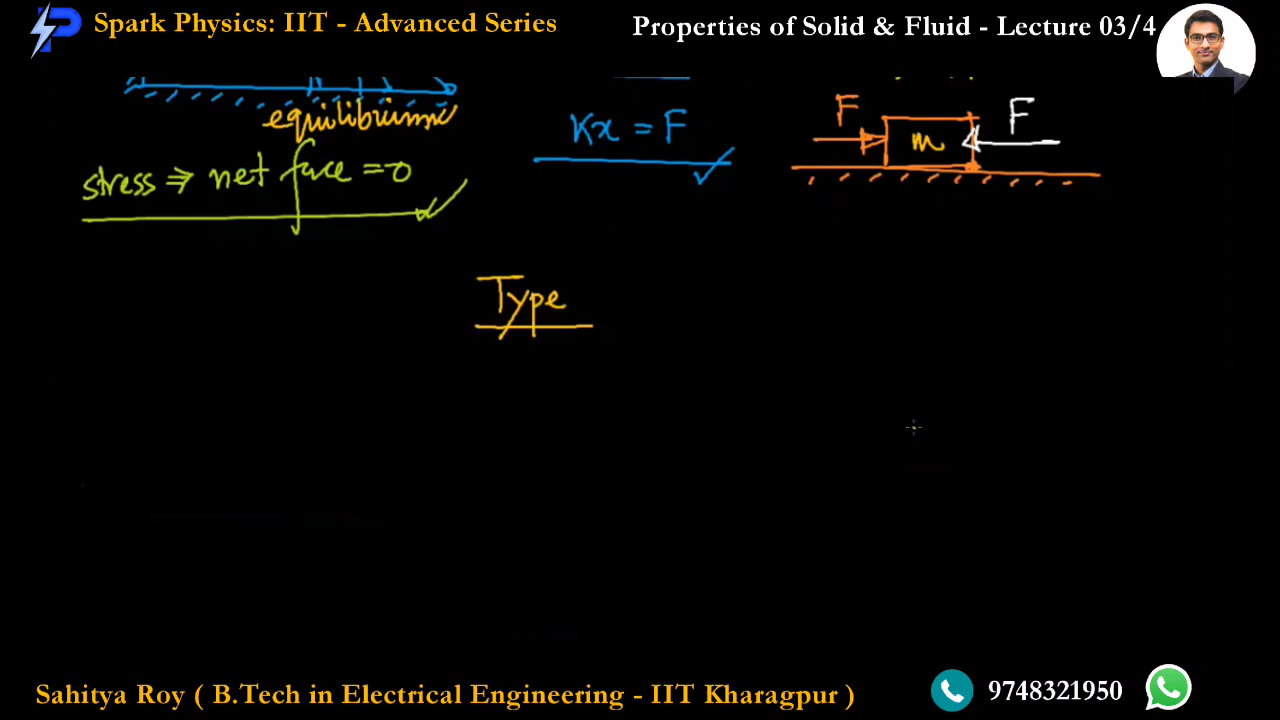 Spark Physics: IIT - Advanced Series
Properties of Solid & Fluid - Lecture 03/4
equilibrium
Kx = F
F
m
F
stress ⇒ net force = 0
Type
Sahitya Roy ( B.Tech in Electrical Engineering - IIT Kharagpur )
9748321950